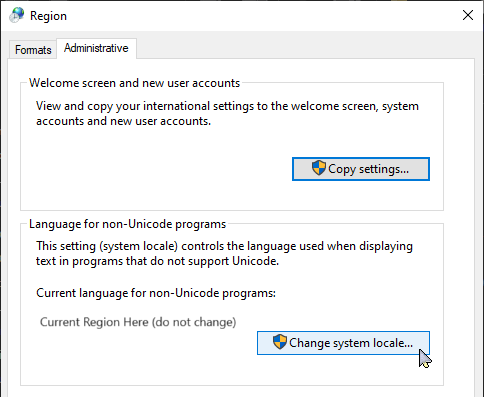 Region
Formats
Administrative
Welcome screen and new user accounts
View and copy your international settings to the welcome screen, system
accounts and new user accounts.
Copy settings...
Language for non-Unicode programs
This setting (system locale) controls the language used when displaying
text in programs that do not support Unicode.
Current language for non-Unicode programs:
Current Region Here (do not change)
Change system locale...